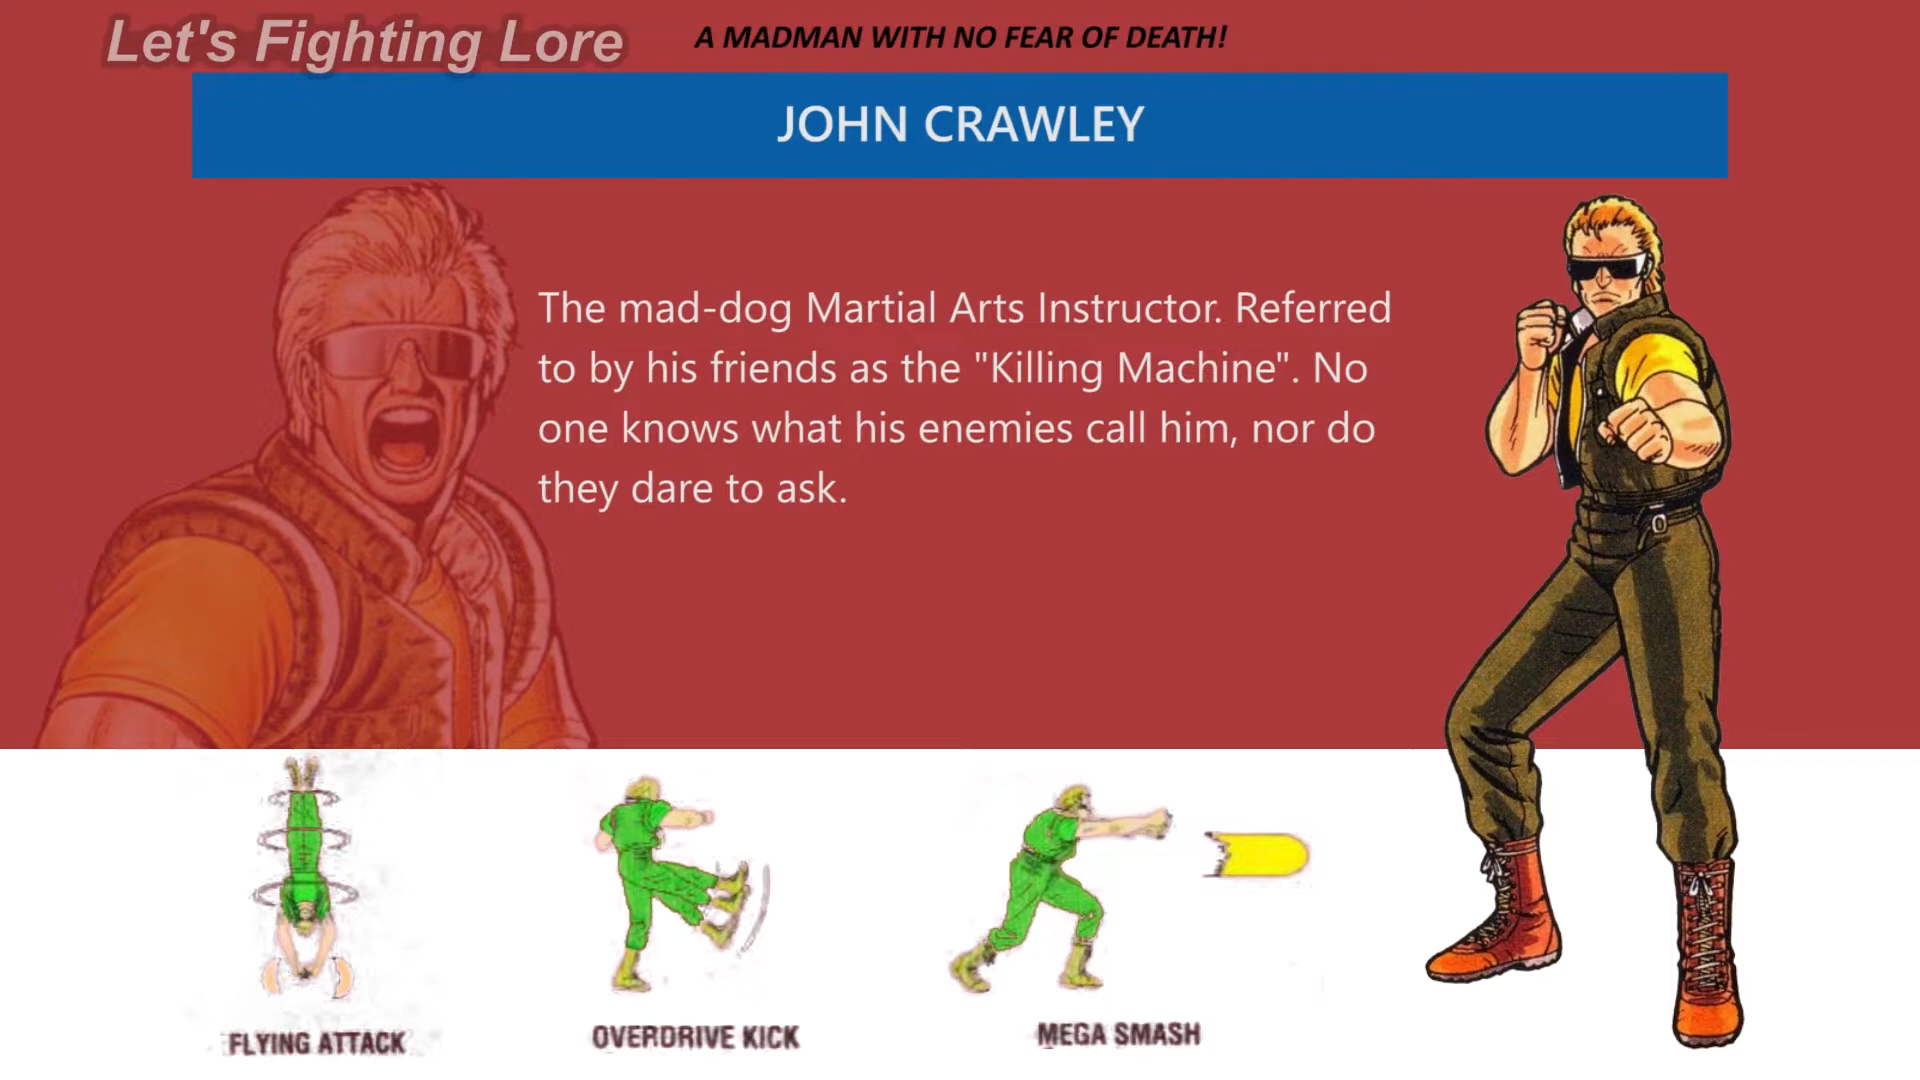 Let's Fighting Lore
A MADMAN WITH NO FEAR OF DEATH!
JOHN CRAWLEY
The mad-dog Martial Arts Instructor. Referred
to by his friends as the "Killing Machine". No
one knows what his enemies call him, nor do
they dare to ask.
FLYING ATTACK
OVERDRIVE KICK
MEGA SMASH